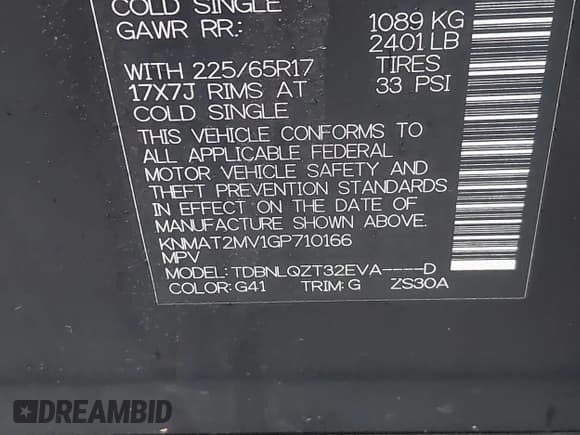 COLD SINGLE
GAWR RR: 1089 KG
2401 LB
WITH 225/65R17 TIRES
17X7J RIMS AT 33 PSI
COLD SINGLE
THIS VEHICLE CONFORMS TO
ALL APPLICABLE FEDERAL
MOTOR VEHICLE SAFETY AND
THEFT PREVENTION STANDARDS
IN EFFECT ON THE DATE OF
MANUFACTURE SHOWN ABOVE.
KNMAT2MV1GP710166
MPV
MODEL:TDBNLQZT32EVA----D
COLOR:G41 TRIM:G ZS30A
DREAMBID